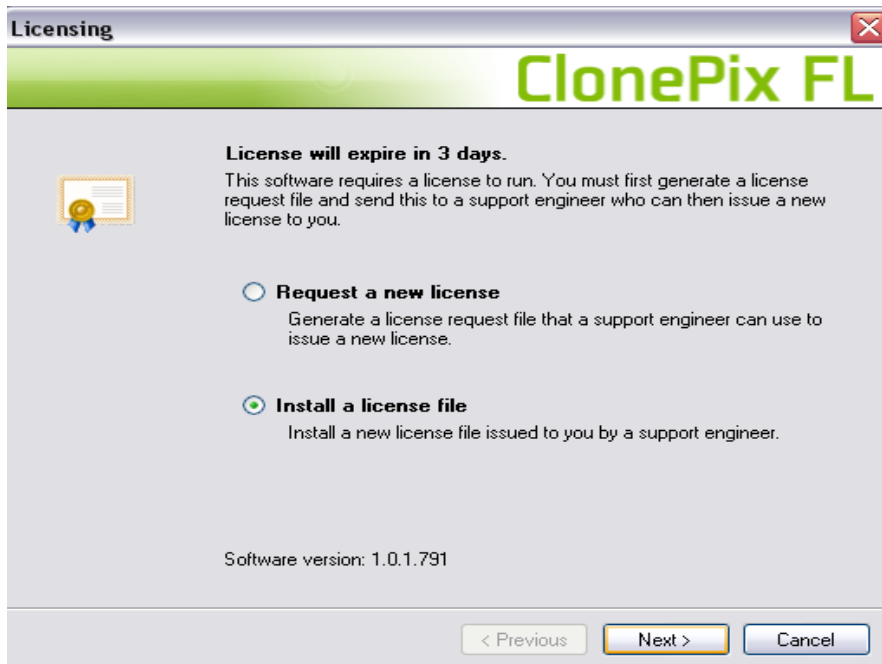 Licensing
ClonePix FL
License will expire in 3 days.
This software requires a license to run. You must first generate a license
request file and send this to a support engineer who can then issue a new
license to you.
Request a new license
Generate a license request file that a support engineer can use to
issue a new license.
Install a license file
Install a new license file issued to you by a support engineer.
Software version: 1.0.1.791
< Previous
Next >
Cancel